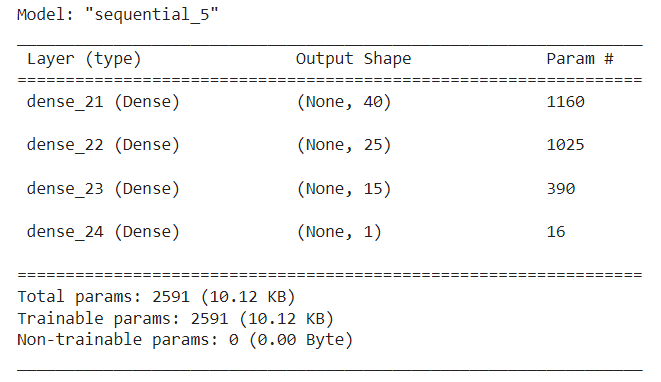 Model: "sequential_5"
Layer (type) Output Shape Param #
dense_21 (Dense) (None, 40) 1160
dense_22 (Dense) (None, 25) 1025
dense_23 (Dense) (None, 15) 390
dense_24 (Dense) (None, 1) 16
Total params: 2591 (10.12 KB)
Trainable params: 2591 (10.12 KB)
Non-trainable params: 0 (0.00 Byte)